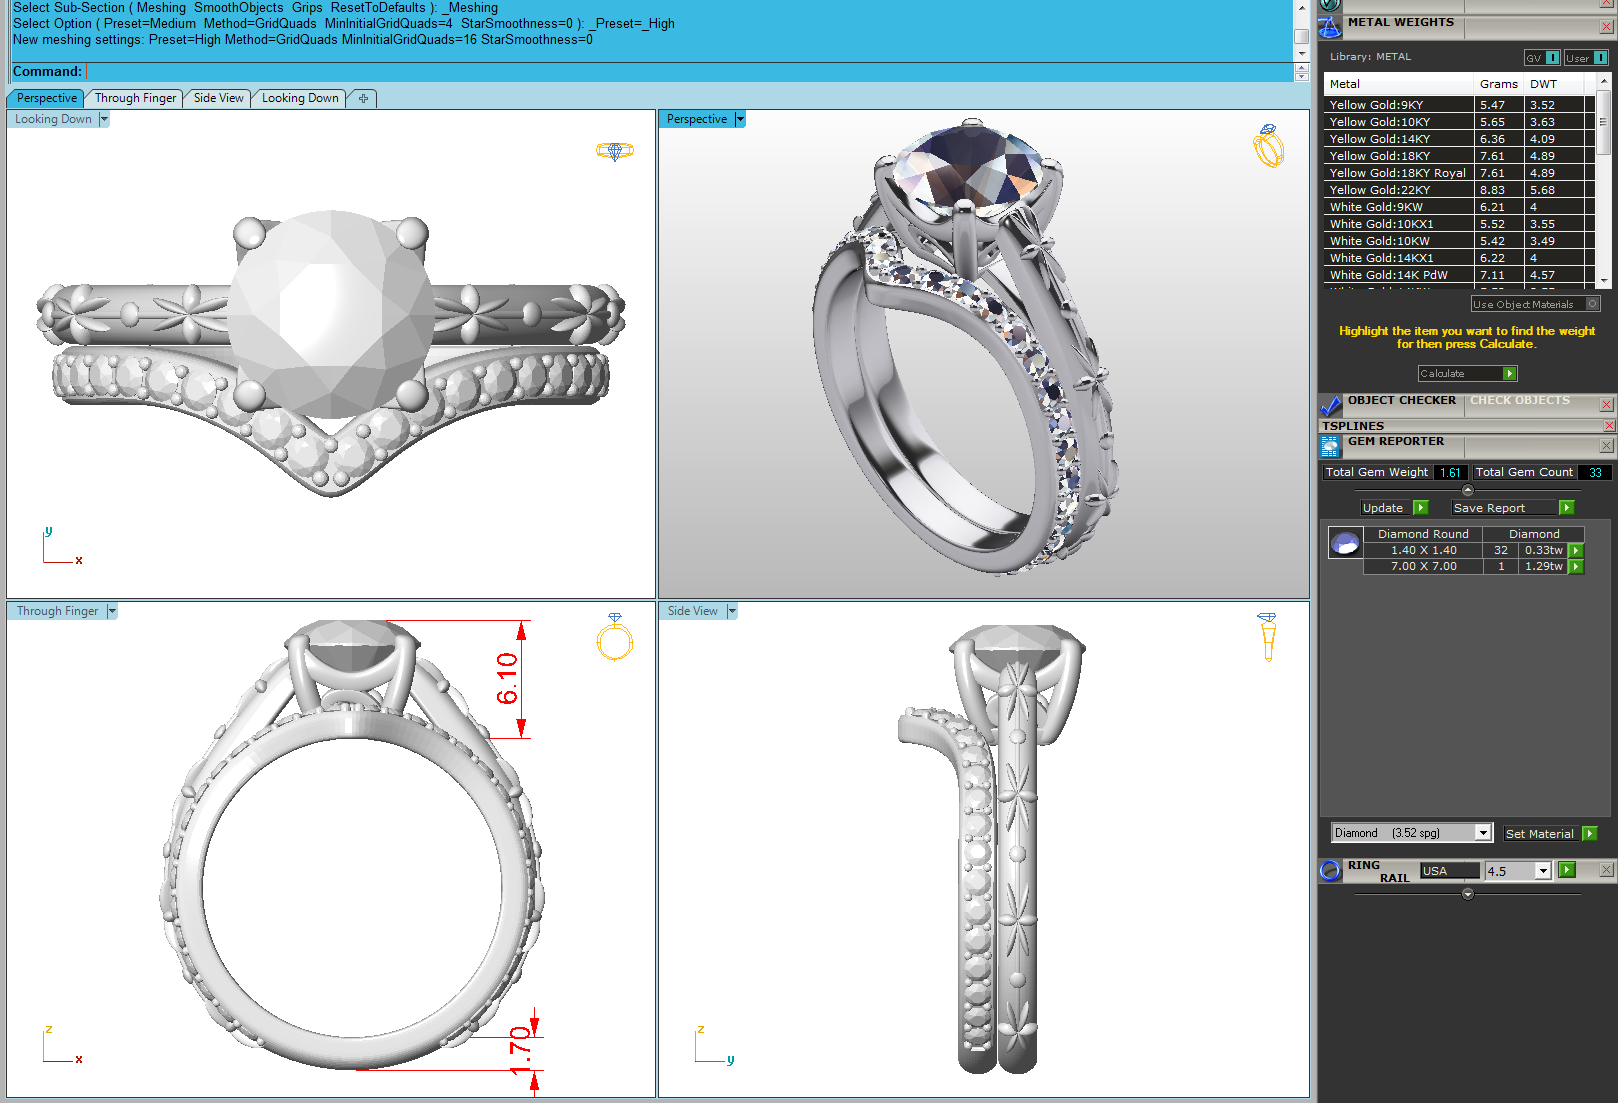 Select Sub-Section ( Meshing SmoothObjects Grips ResetToDefaults ): _Meshing
Select Option ( Preset=Medium Method=GridQuads MinInitialGridQuads=4 StarSmoothness=0 ): _Preset=_High
New meshing settings: Preset=High Method=GridQuads MinInitialGridQuads=16 StarSmoothness=0
Command:
Perspective Through Finger Side View Looking Down
Looking Down
y
x
Perspective
Through Finger
6.10
1.70
z
x
Side View
z
y
METAL WEIGHTS
Library: METAL GV User
Metal Grams DWT
Yellow Gold:9KY 5.47 3.52
Yellow Gold:10KY 5.65 3.63
Yellow Gold:14KY 6.36 4.09
Yellow Gold:18KY 7.61 4.89
Yellow Gold:18KY Royal 7.61 4.89
Yellow Gold:22KY 8.83 5.68
White Gold:9KW 6.21 4
White Gold:10KX1 5.52 3.55
White Gold:10KW 5.42 3.49
White Gold:14KX1 6.22 4
White Gold:14K PdW 7.11 4.57
Use Object Materials
Highlight the item you want to find the weight
for then press Calculate.
Calculate
OBJECT CHECKER CHECK OBJECTS
TSPLINES
GEM REPORTER
Total Gem Weight 1.61 Total Gem Count 33
Update Save Report
Diamond Round Diamond
1.40 X 1.40 32 0.33tw
7.00 X 7.00 1 1.29tw
Diamond (3.52 spg) Set Material
RING RAIL USA 4.5